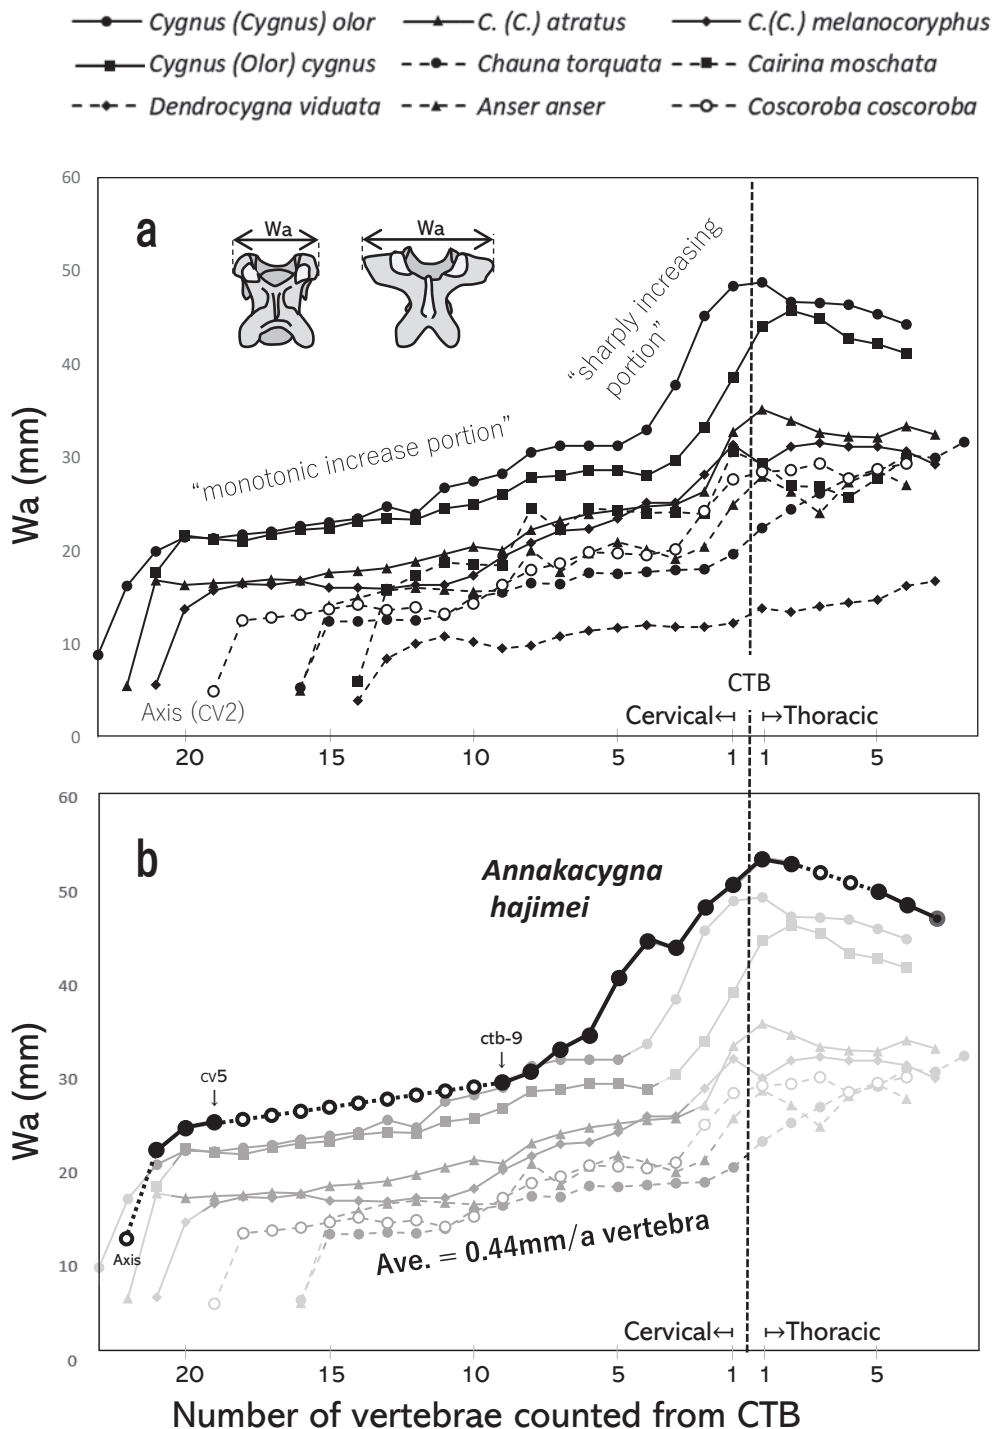 Cygnus (Cygnus) olor C. (C.) atratus C.(C.) melanocoryphus
Cygnus (Olor) cygnus Chauna torquata Cairina moschata
Dendrocygna viduata Anser anser Coscoroba coscoroba
60
50
40
30
20
10
0
Wa (mm)
a
Wa Wa
“sharply increasing
portion”
“monotonic increase portion”
Axis (CV2)
CTB
Cervical↤ ↦Thoracic
20 15 10 5 1 1 5
60
50
40
30
20
10
0
Wa (mm)
b
Annakacygna
hajimei
ctb-9
cv5
Axis
Ave. = 0.44mm/a vertebra
Cervical↤ ↦Thoracic
20 15 10 5 1 1 5
Number of vertebrae counted from CTB